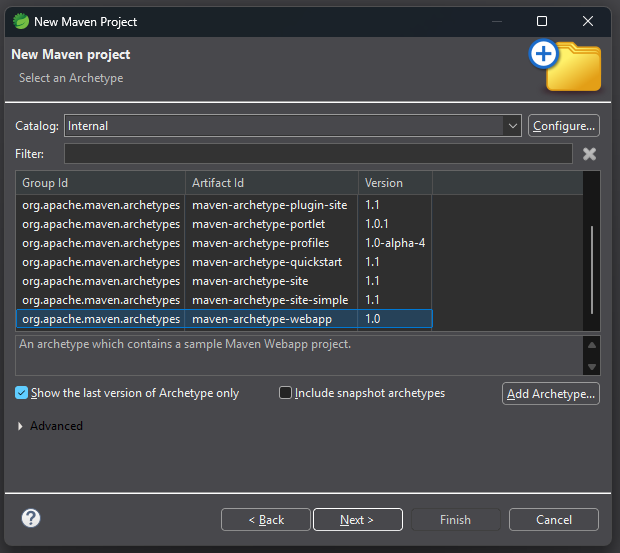 New Maven Project
New Maven project
Select an Archetype
Catalog: Internal Configure...
Filter:
Group Id Artifact Id Version
org.apache.maven.archetypes maven-archetype-plugin-site 1.1
org.apache.maven.archetypes maven-archetype-portlet 1.0.1
org.apache.maven.archetypes maven-archetype-profiles 1.0-alpha-4
org.apache.maven.archetypes maven-archetype-quickstart 1.1
org.apache.maven.archetypes maven-archetype-site 1.1
org.apache.maven.archetypes maven-archetype-site-simple 1.1
org.apache.maven.archetypes maven-archetype-webapp 1.0
An archetype which contains a sample Maven Webapp project.
Show the last version of Archetype only Include snapshot archetypes Add Archetype...
Advanced
? < Back Next > Finish Cancel